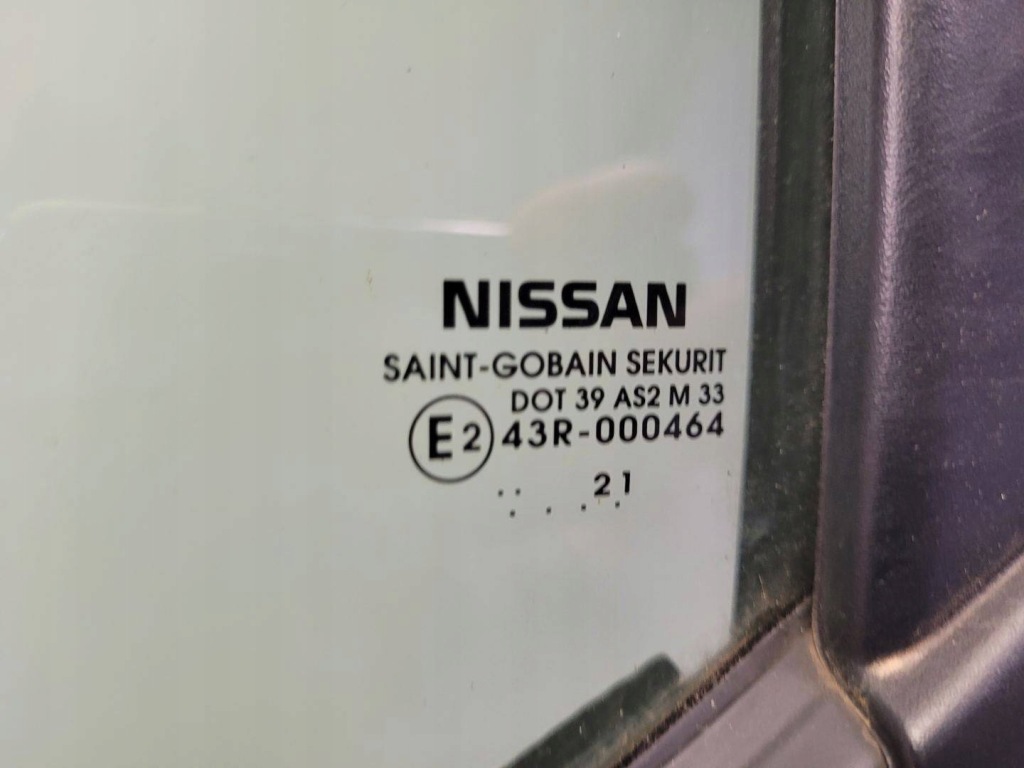 NISSAN
SAINT-GOBAIN SEKURIT
DOT 39 AS2 M 33
E2 43R-000464
21